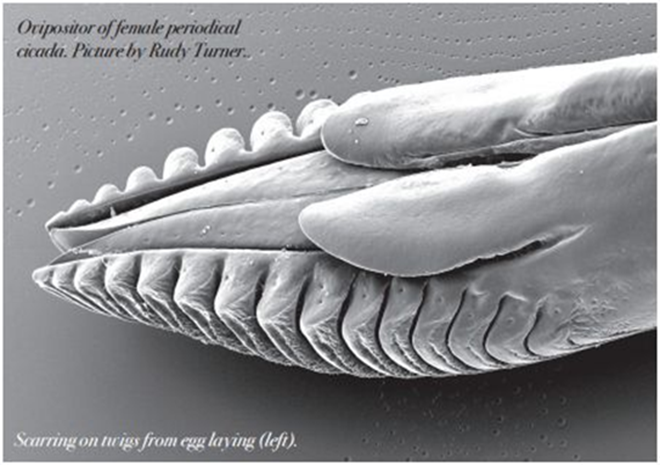 Ovipositor of female periodical
cicada. Picture by Rudy Turner.
Scarring on twigs from egg laying (left).